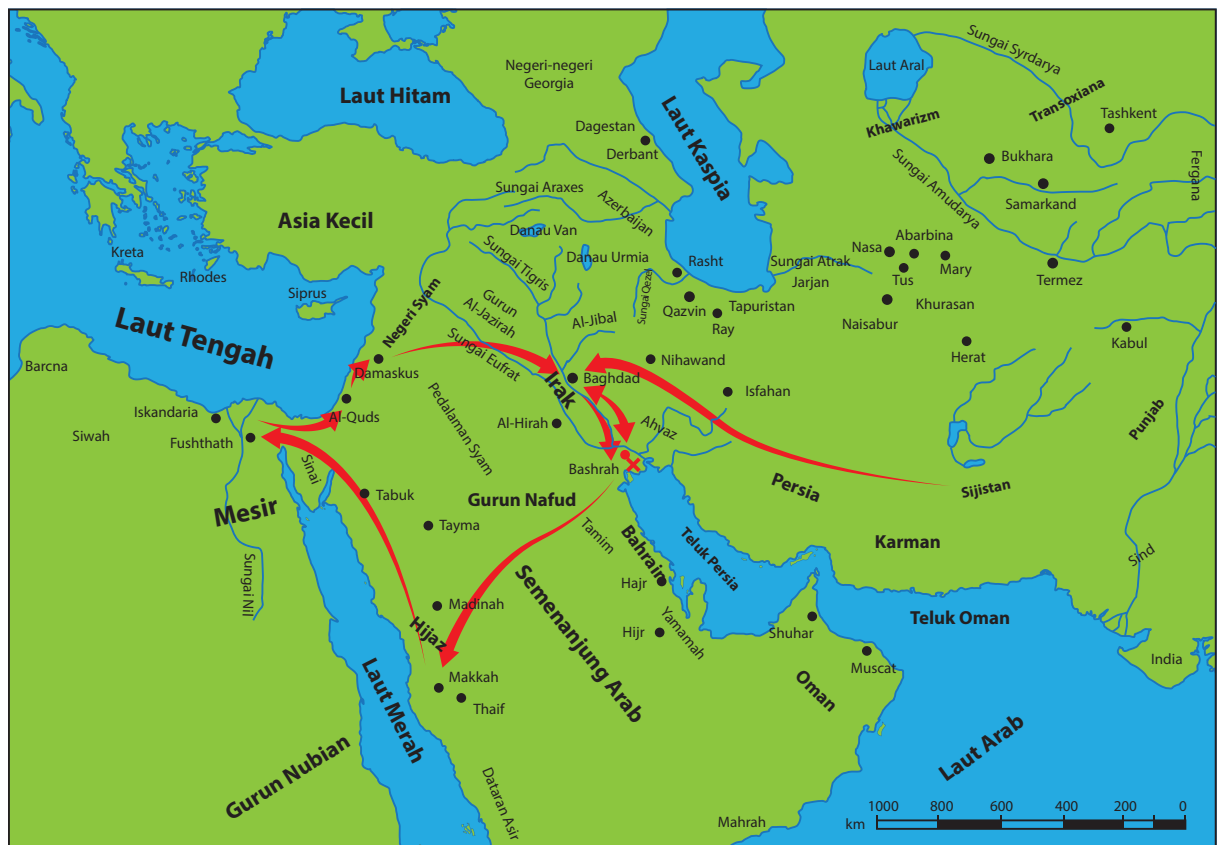 Laut Hitam
Negeri-negeri
Georgia
Laut Kaspia
Laut Aral
Sungai Syrdarya
Transoxiana
Tashkent
Khawarizm
Dagestan
Derbant
Bukhara
Samarkand
Fergana
Sungai Amudarya
Sungai Araxes
Azerbaijan
Asia Kecil
Danau Van
Danau Urmia
Sungai Tigris
Kreta
Rhodes
Siprus
Rasht
Sungai Qezel
Qazvin
Ray
Tapuristan
Sungai Atrak
Jarjan
Nasa
Abarbina
Tus
Mary
Termez
Khurasan
Naisabur
Herat
Kabul
Laut Tengah
Negeri Syam
Gurun
Al-Jazirah
Al-Jibal
Sungai Eufrat
Barcna
Damaskus
Irak
Baghdad
Nihawand
Isfahan
Iskandaria
Al-Quds
Siwah
Fushthath
Pedalaman Syam
Al-Hirah
Ahvaz
Punjab
Bashrah
Sinai
Persia
Sijistan
Mesir
Tabuk
Gurun Nafud
Tayma
Tamim
Bahrain
Teluk Persia
Karman
Sind
Sungai Nil
Hajr
Semenanjung Arab
Madinah
Hijaz
Hijr
Yamamah
Shuhar
Teluk Oman
Muscat
India
Makkah
Thaif
Laut Merah
Oman
Gurun Nubian
Laut Arab
Dataran Asir
Mahrah
1000 800 600 400 200 0
km